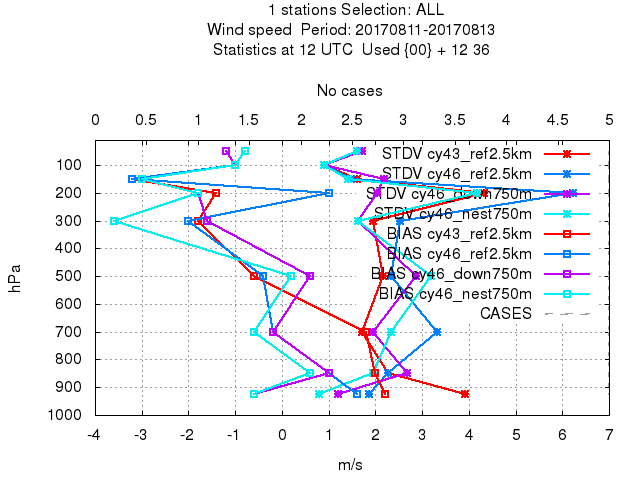 1 stations Selection: ALL
Wind speed  Period: 20170811-20170813
Statistics at 12 UTC  Used {00} + 12 36
No cases
0 0.5 1 1.5 2 2.5 3 3.5 4 4.5 5
100
200
300
400
500
600
700
800
900
1000
hPa
STDV cy43_ref2.5km
STDV cy46_ref2.5km
STDV cy46_down750m
STDV cy46_nest750m
BIAS cy43_ref2.5km
BIAS cy46_ref2.5km
BIAS cy46_down750m
BIAS cy46_nest750m
CASES
-4 -3 -2 -1 0 1 2 3 4 5 6 7
m/s